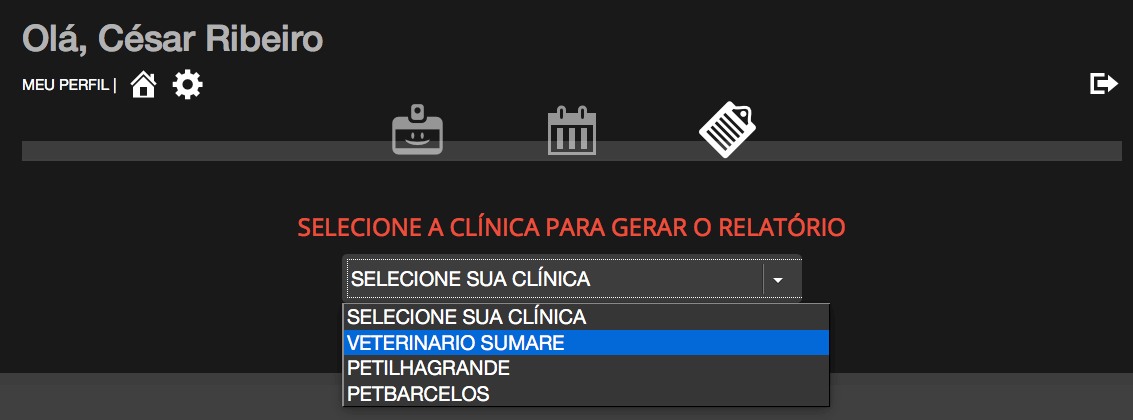 Olá, César Ribeiro
MEU PERFIL |
SELECIONE A CLÍNICA PARA GERAR O RELATÓRIO
SELECIONE SUA CLÍNICA
SELECIONE SUA CLÍNICA
VETERINARIO SUMARE
PETILHAGRANDE
PETBARCELOS